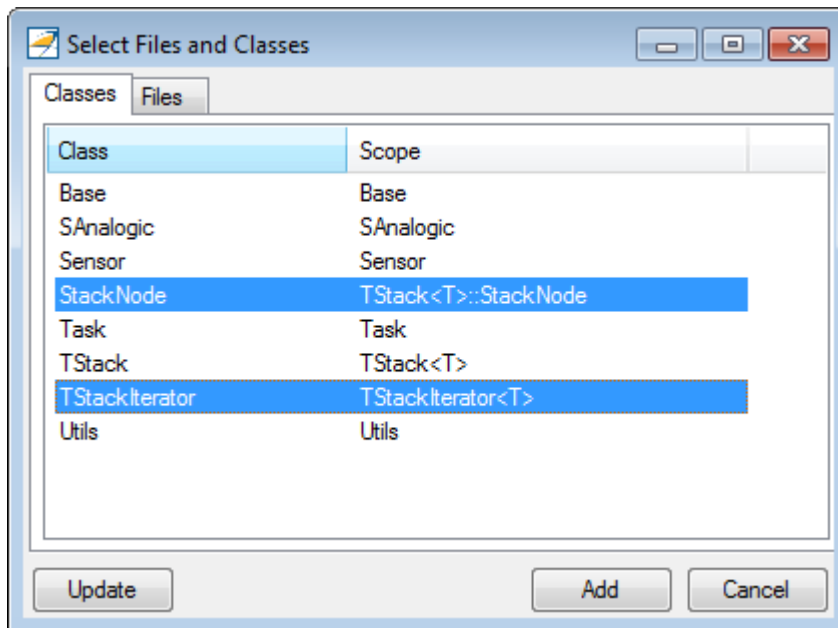 Select Files and Classes
Classes Files
Class Scope
Base Base
SAnalogic SAnalogic
Sensor Sensor
StackNode TStack<T>::StackNode
Task Task
TStack TStack<T>
TStackIterator TStackIterator<T>
Utils Utils
Update Add Cancel